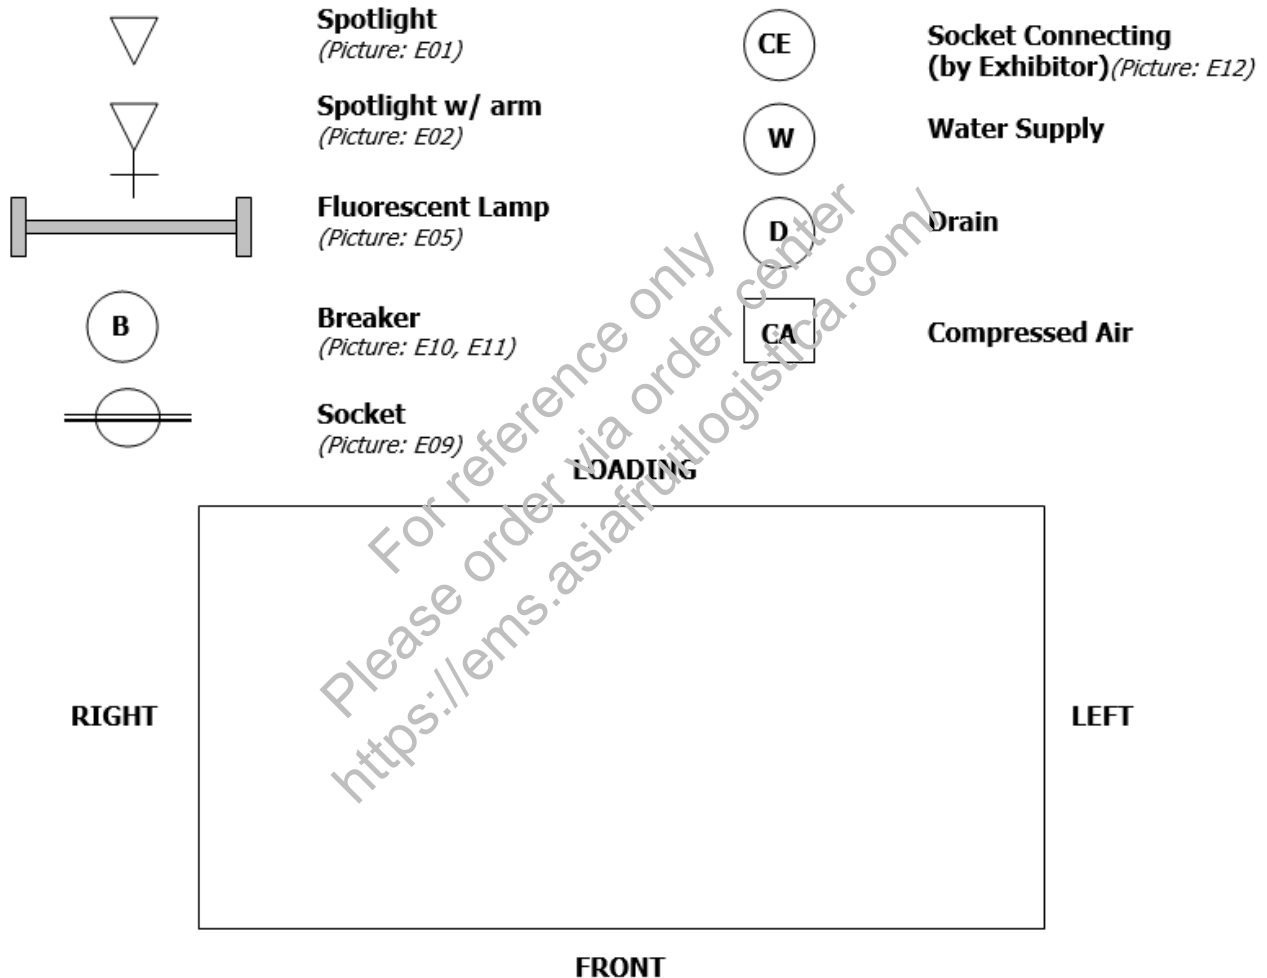 Spotlight
(Picture: E01)
Spotlight w/ arm
(Picture: E02)
Fluorescent Lamp
(Picture: E05)
B
Breaker
(Picture: E10, E11)
Socket
(Picture: E09)
CE
Socket Connecting
(by Exhibitor)(Picture: E12)
W
Water Supply
D
Drain
CA
Compressed Air
For reference only
Please order via order center
https://ems.asiafruitlogistica.com/
LOADING
RIGHT
LEFT
FRONT